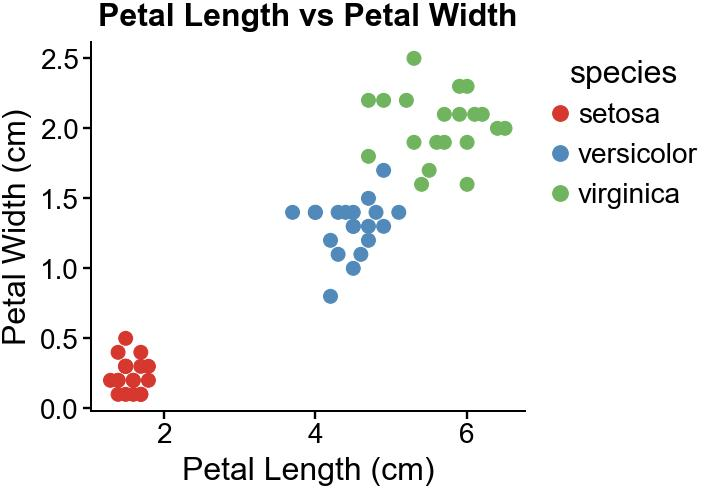 Petal Length vs Petal Width
Petal Width (cm)
2.5
2.0
1.5
1.0
0.5
0.0
2 4 6
Petal Length (cm)
species
setosa
versicolor
virginica